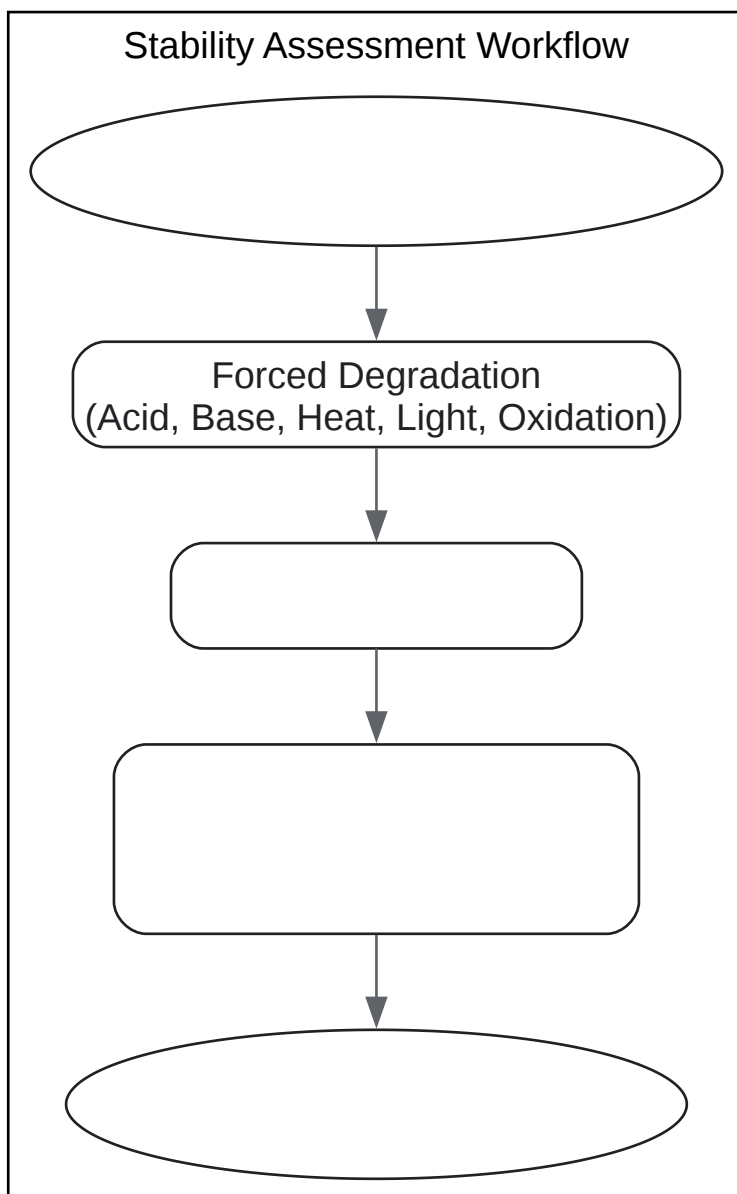 Stability Assessment Workflow
Forced Degradation
(Acid, Base, Heat, Light, Oxidation)